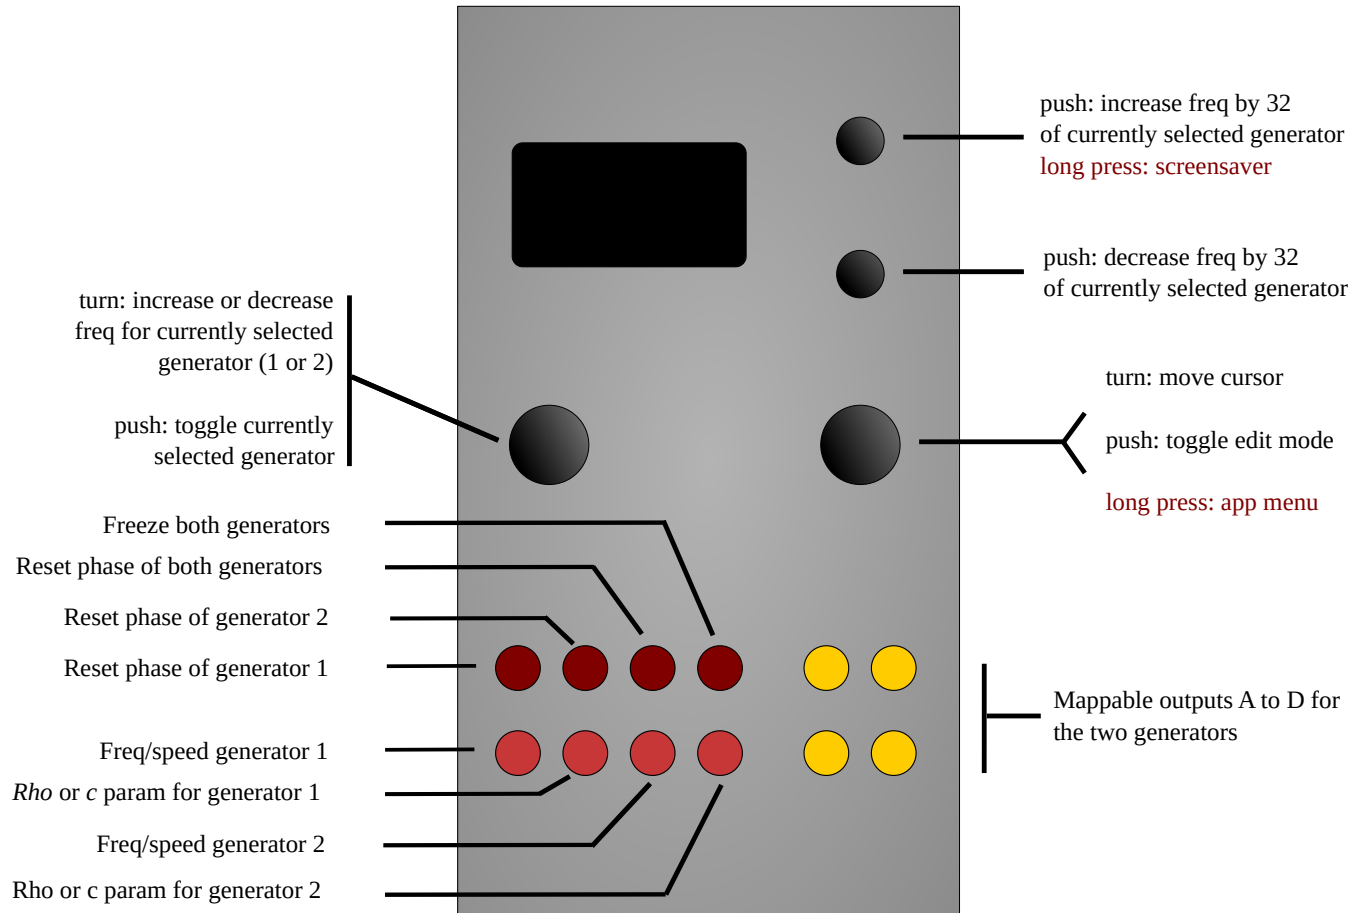 push: increase freq by 32
of currently selected generator
long press: screensaver
push: decrease freq by 32
of currently selected generator
turn: increase or decrease
freq for currently selected
generator (1 or 2)
push: toggle currently
selected generator
turn: move cursor
push: toggle edit mode
long press: app menu
Freeze both generators
Reset phase of both generators
Reset phase of generator 2
Reset phase of generator 1
Mappable outputs A to D for
the two generators
Freq/speed generator 1
Rho or c param for generator 1
Freq/speed generator 2
Rho or c param for generator 2